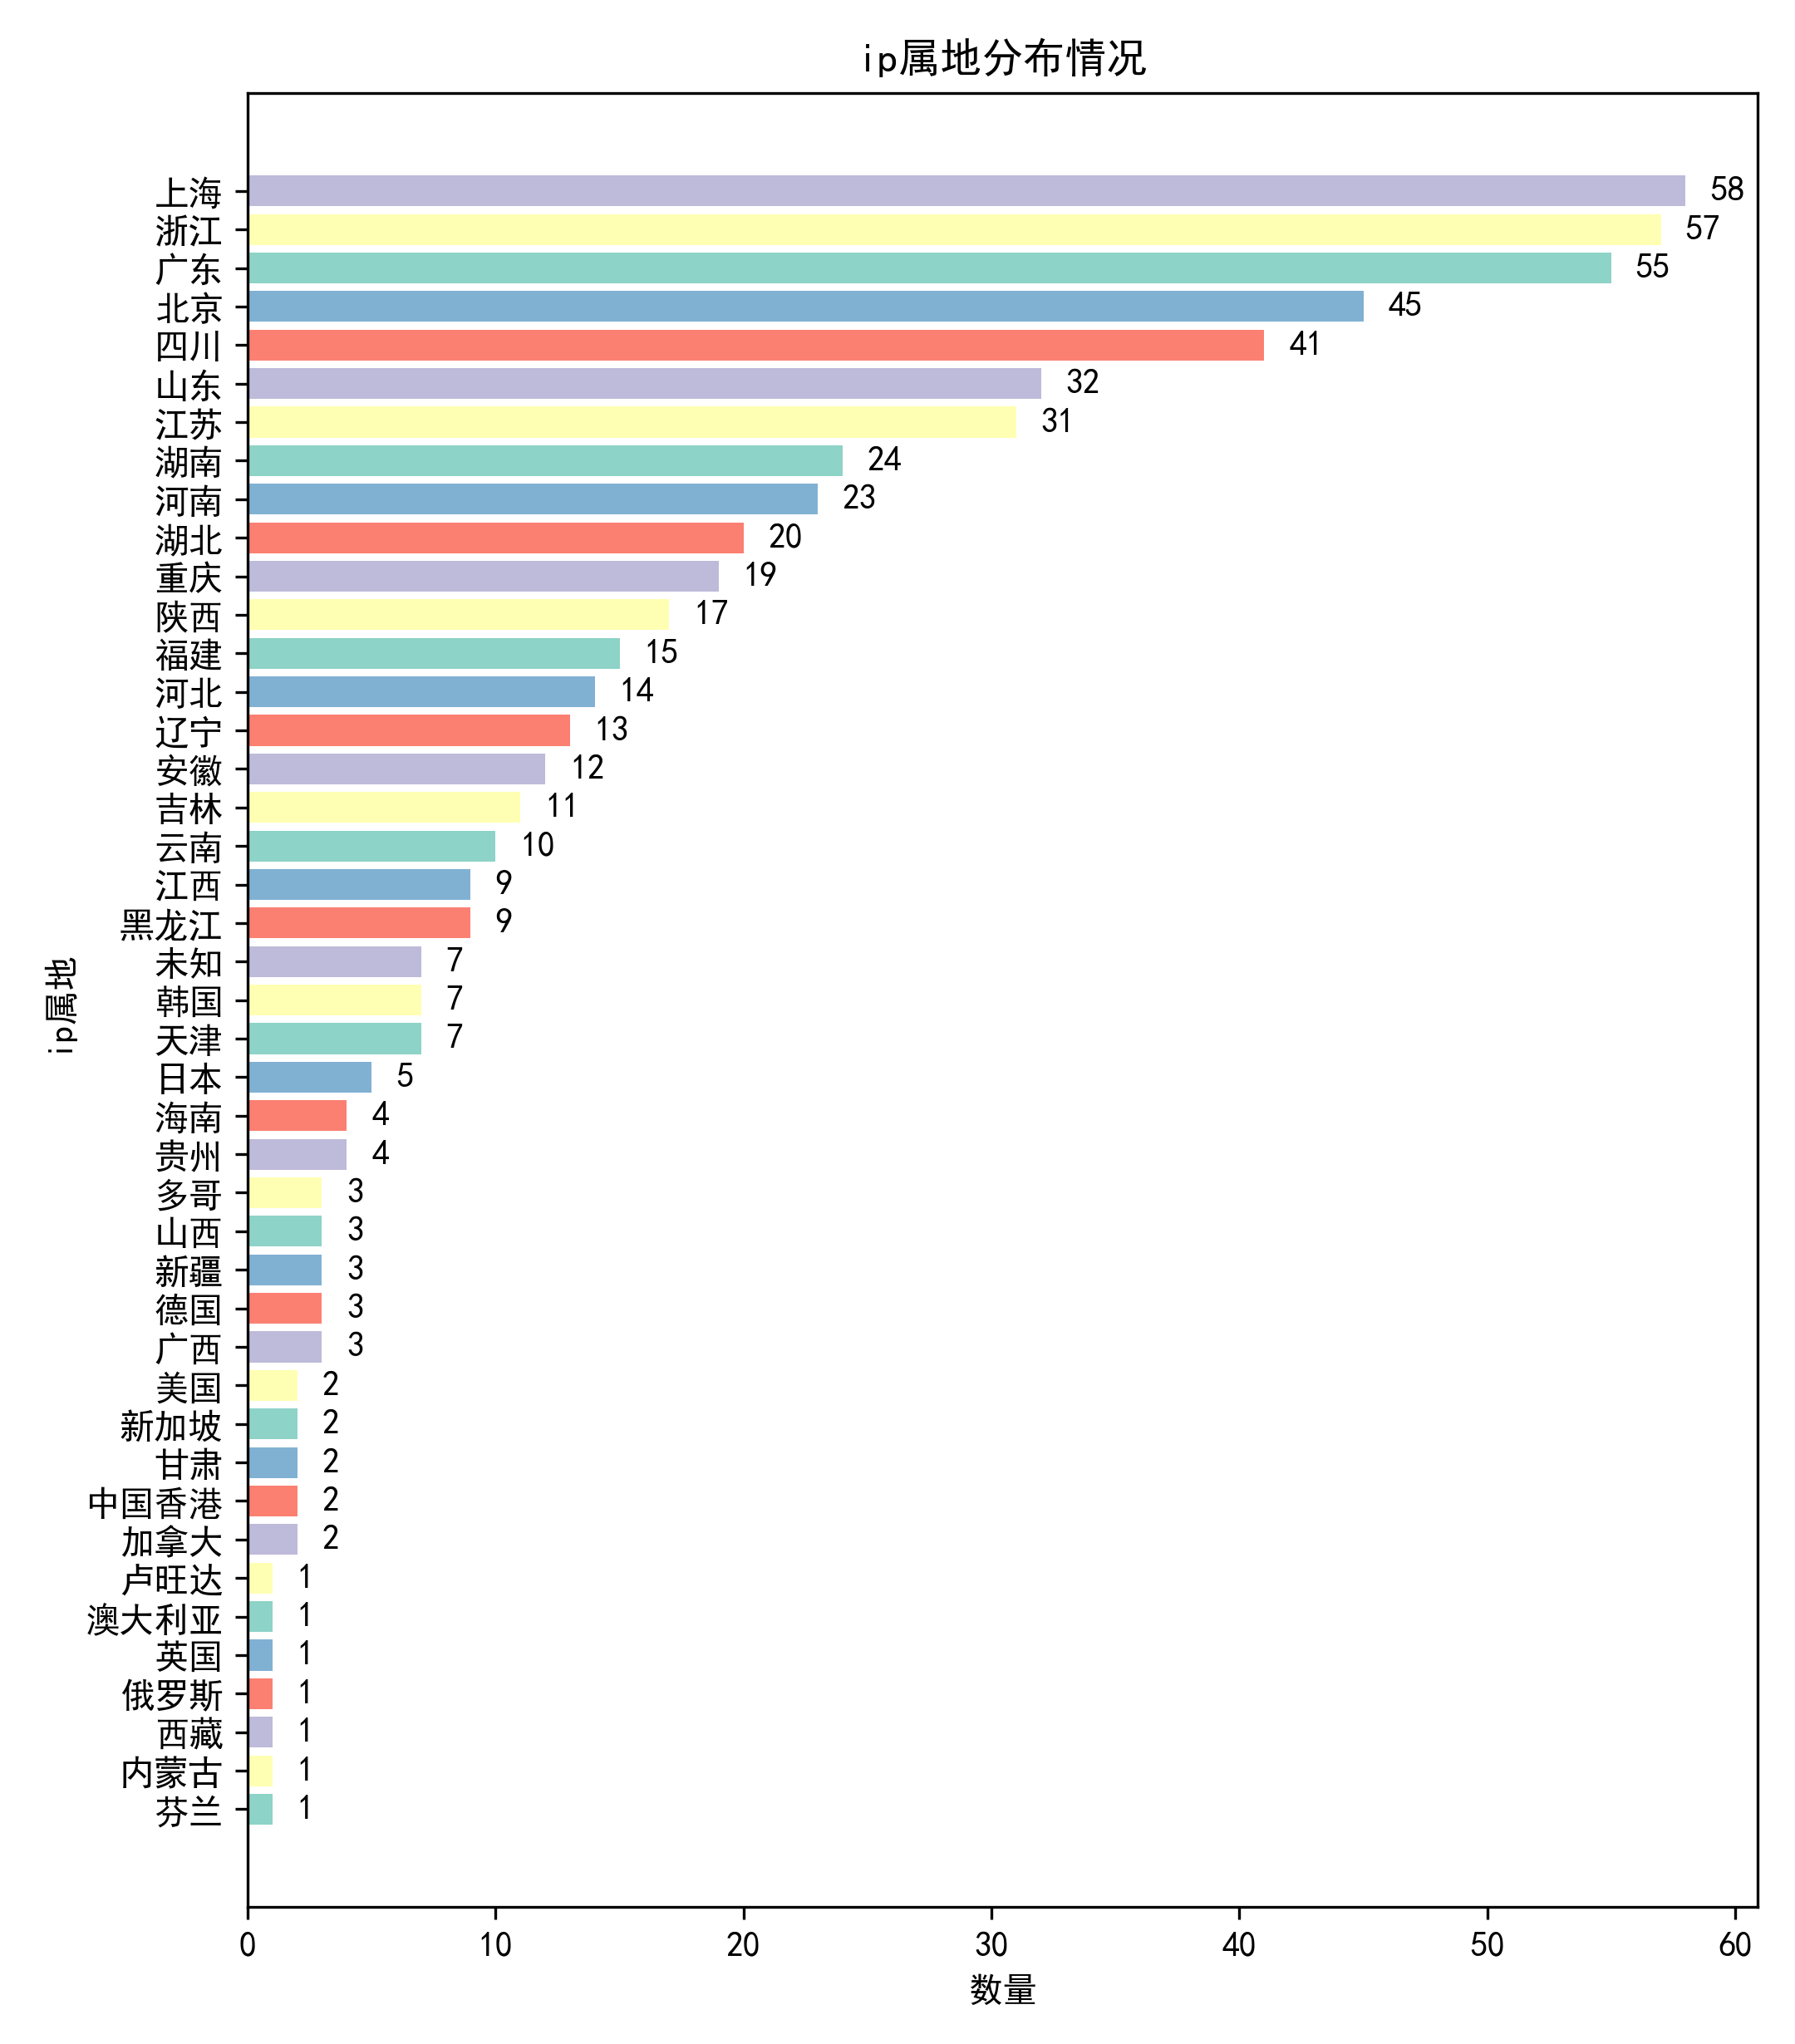 ip属地分布情况
上海 58
浙江 57
广东 55
北京 45
四川 41
山东 32
江苏 31
湖南 24
河南 23
湖北 20
重庆 19
陕西 17
福建 15
河北 14
辽宁 13
安徽 12
吉林 11
云南 10
江西 9
黑龙江 9
未知 7
韩国 7
天津 7
日本 5
海南 4
贵州 4
多哥 3
山西 3
新疆 3
德国 3
广西 3
美国 2
新加坡 2
甘肃 2
中国香港 2
加拿大 2
卢旺达 1
澳大利亚 1
英国 1
俄罗斯 1
西藏 1
内蒙古 1
芬兰 1
ip属地
0 10 20 30 40 50 60
数量